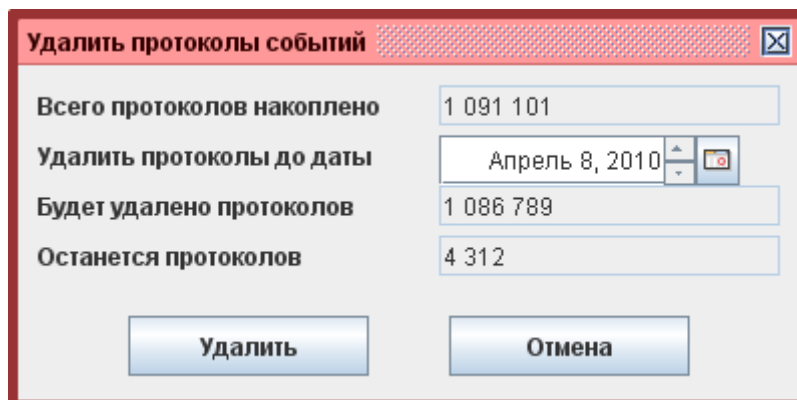 Удалить протоколы событий
Всего протоколов накоплено 1 091 101
Удалить протоколы до даты Апрель 8, 2010
Будет удалено протоколов 1 086 789
Останется протоколов 4 312
Удалить Отмена